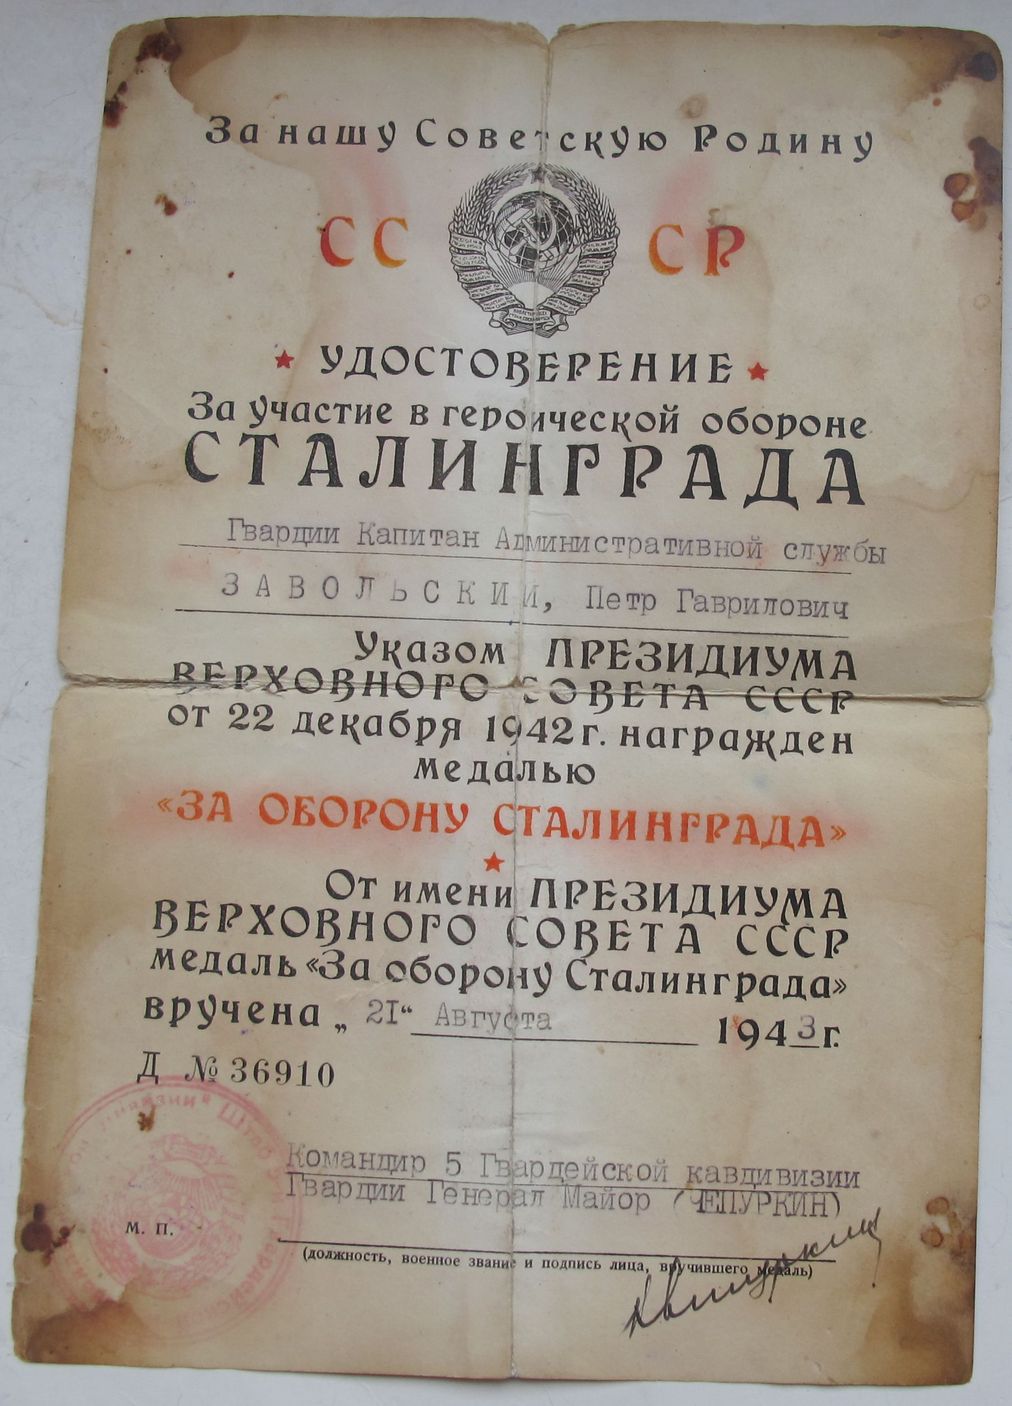 За нашу Советскую Родину
СССР
УДОСТОВЕРЕНИЕ
За участие в героической обороне
СТАЛИНГРАДА
Гвардии Капитан Административной службы
ЗАВОЛЬСКИЙ, Петр Гаврилович
Указом ПРЕЗИДИУМА
ВЕРХОВНОГО СОВЕТА СССР
от 22 декабря 1942 г. награжден
медалью
«ЗА ОБОРОНУ СТАЛИНГРАДА»
От имени ПРЕЗИДИУМА
ВЕРХОВНОГО СОВЕТА СССР
медаль «За оборону Сталинграда»
вручена „ 21“ Августа 1943 г.
Д № 36910
Командир 5 Гвардейской кавдивизии
Гвардии Генерал Майор (ЧЕПУРКИН)
М. П.
(должность, военное звание и подпись лица, вручившего медаль)